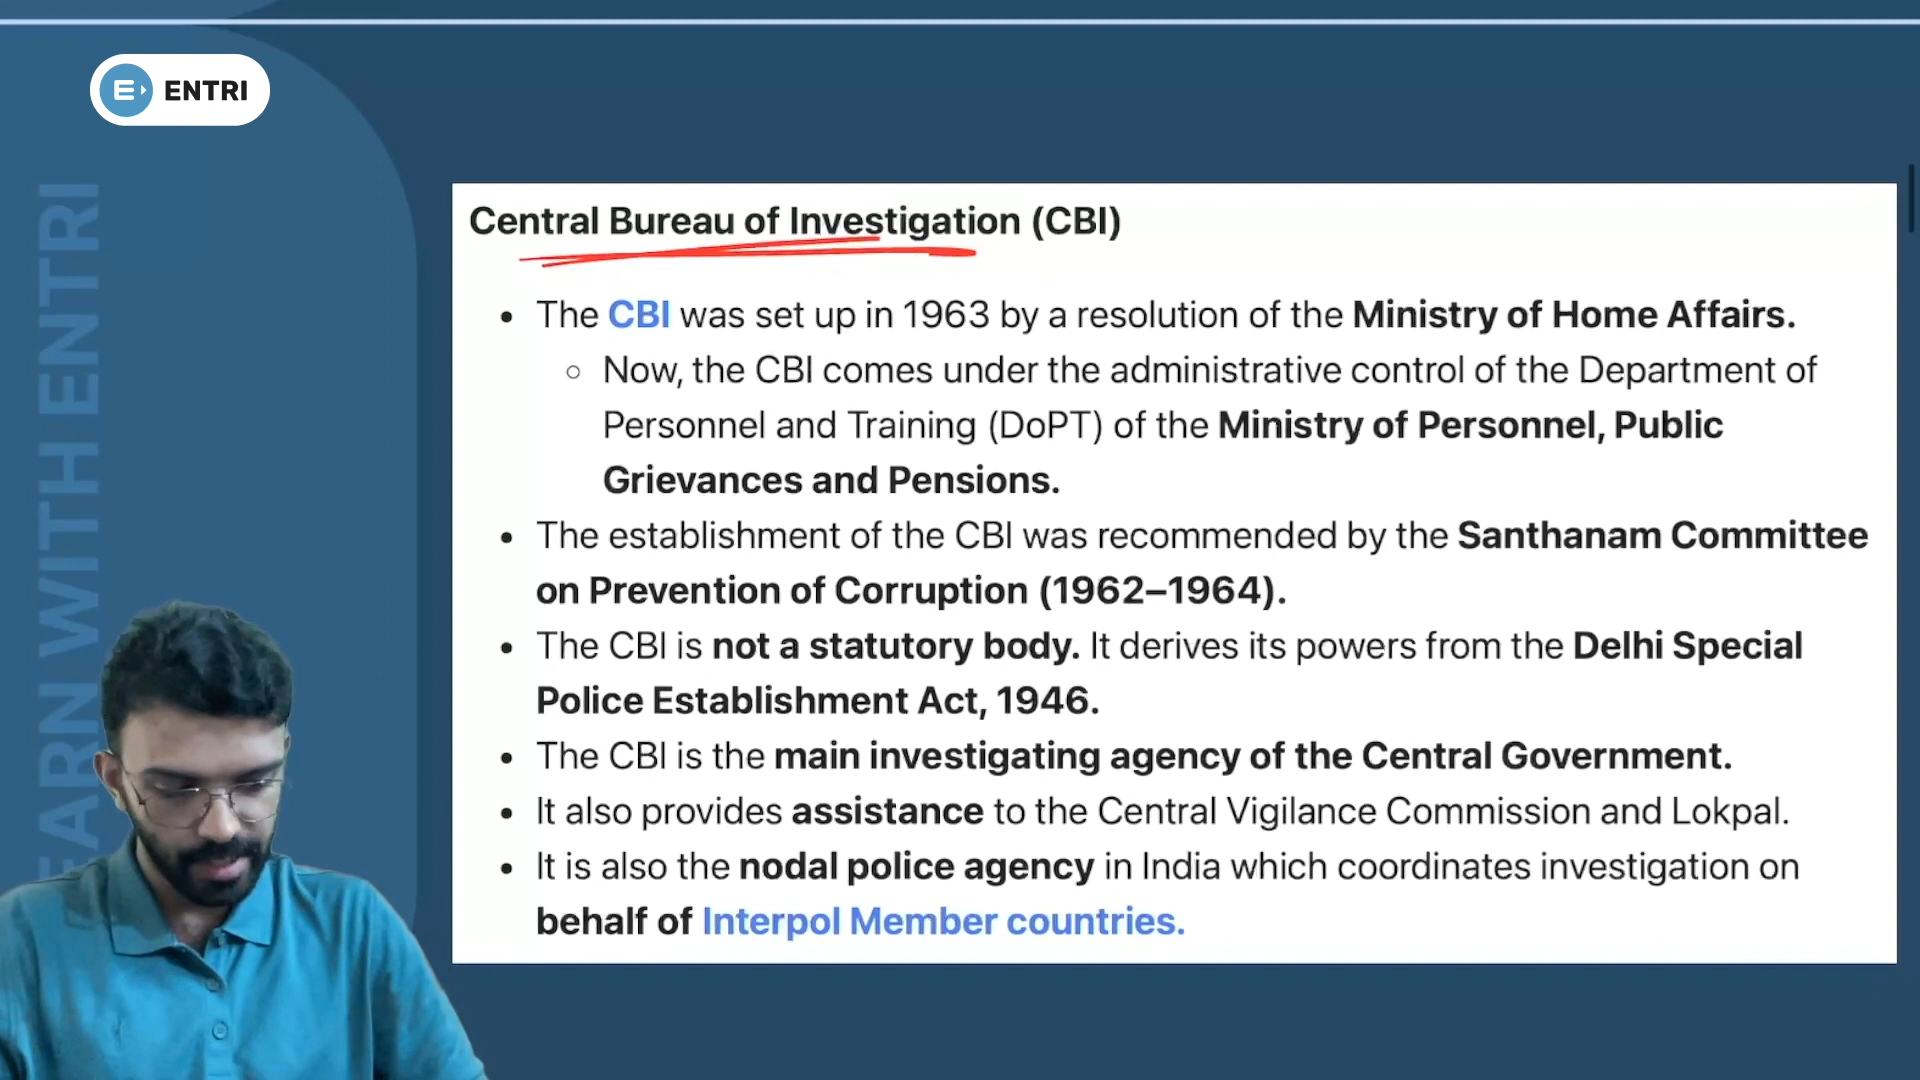 ENTRI
EARN WITH ENTRI
Central Bureau of Investigation (CBI)
• The CBI was set up in 1963 by a resolution of the Ministry of Home Affairs.
○ Now, the CBI comes under the administrative control of the Department of
Personnel and Training (DoPT) of the Ministry of Personnel, Public
Grievances and Pensions.
• The establishment of the CBI was recommended by the Santhanam Committee
on Prevention of Corruption (1962–1964).
• The CBI is not a statutory body. It derives its powers from the Delhi Special
Police Establishment Act, 1946.
• The CBI is the main investigating agency of the Central Government.
• It also provides assistance to the Central Vigilance Commission and Lokpal.
• It is also the nodal police agency in India which coordinates investigation on
behalf of Interpol Member countries.